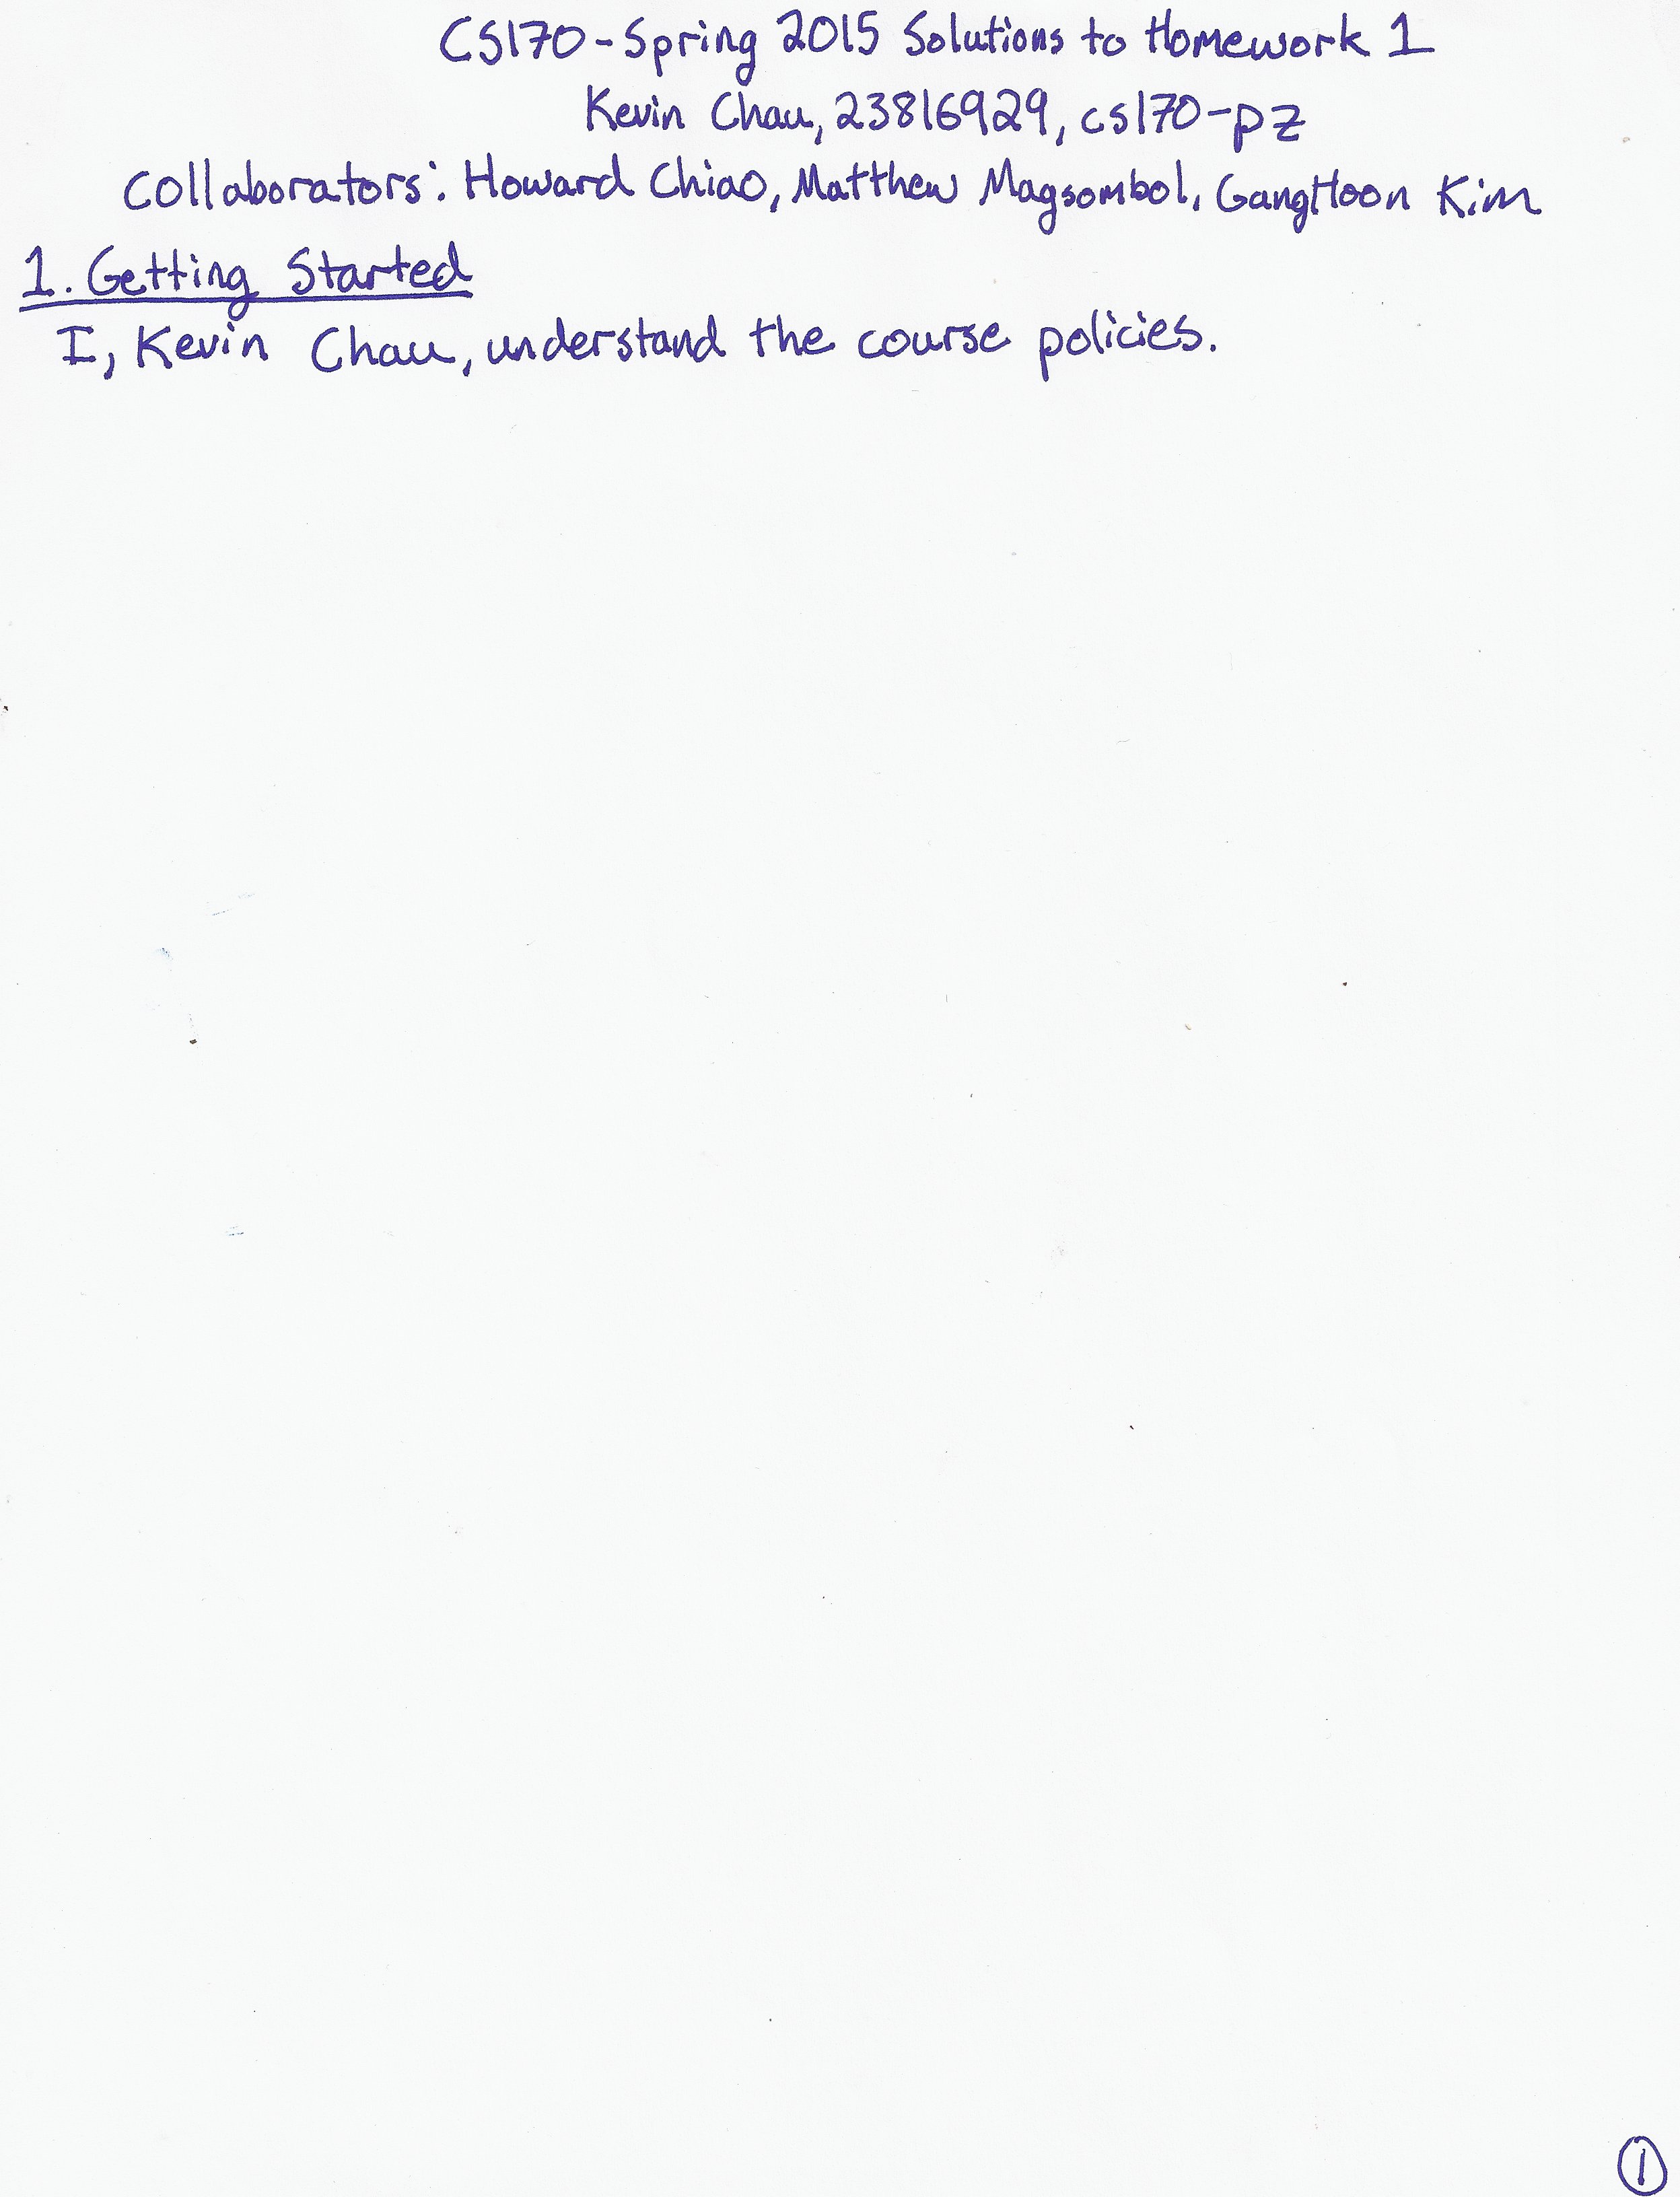 CS170-Spring 2015 Solutions to Homework 1
Kevin Chau, 23816929, cs170-pz
Collaborators: Howard Chiao, Matthew Magsombol, GangHoon Kim
1. Getting Started
I, Kevin Chau, understand the course policies.
1